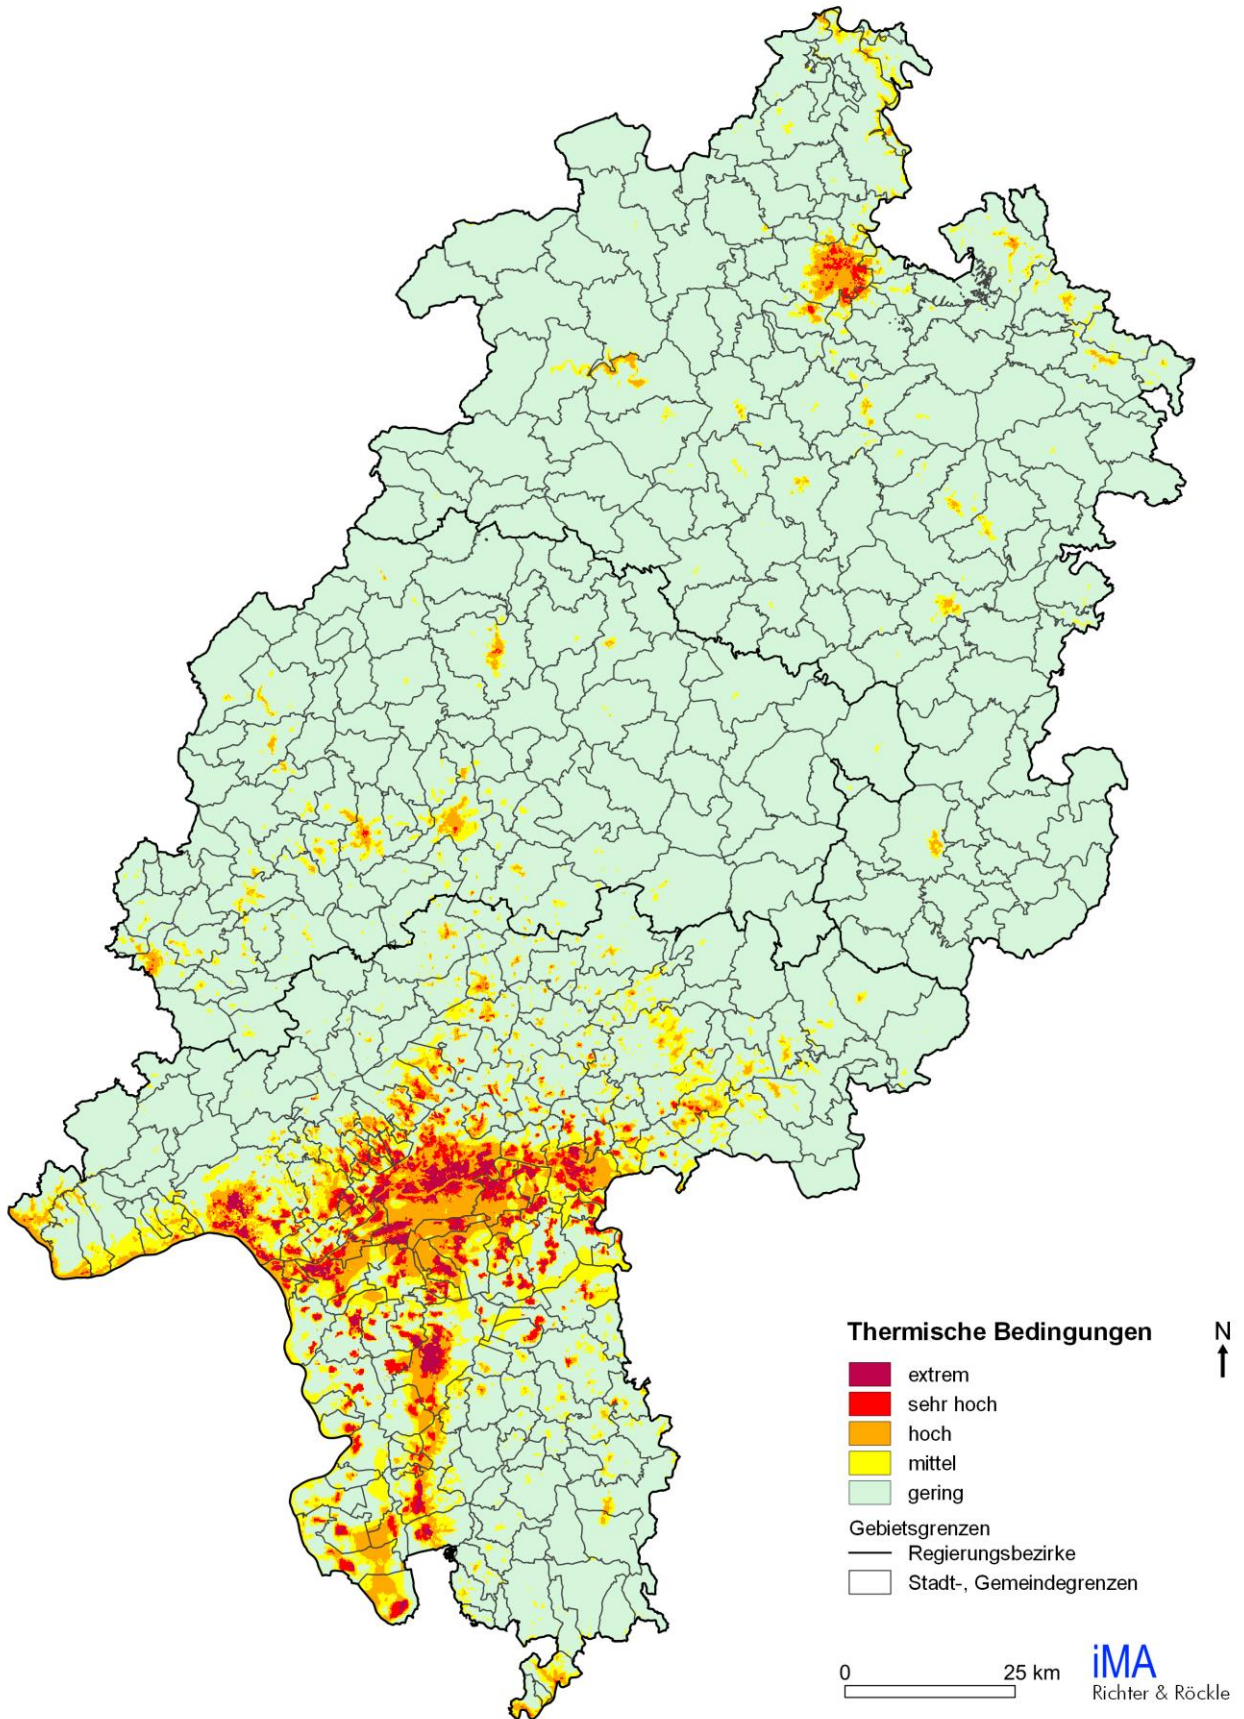 Thermische Bedingungen
N
extrem
sehr hoch
hoch
mittel
gering
Gebietsgrenzen
Regierungsbezirke
Stadt-, Gemeindegrenzen
0 25 km
iMA
Richter & Röckle